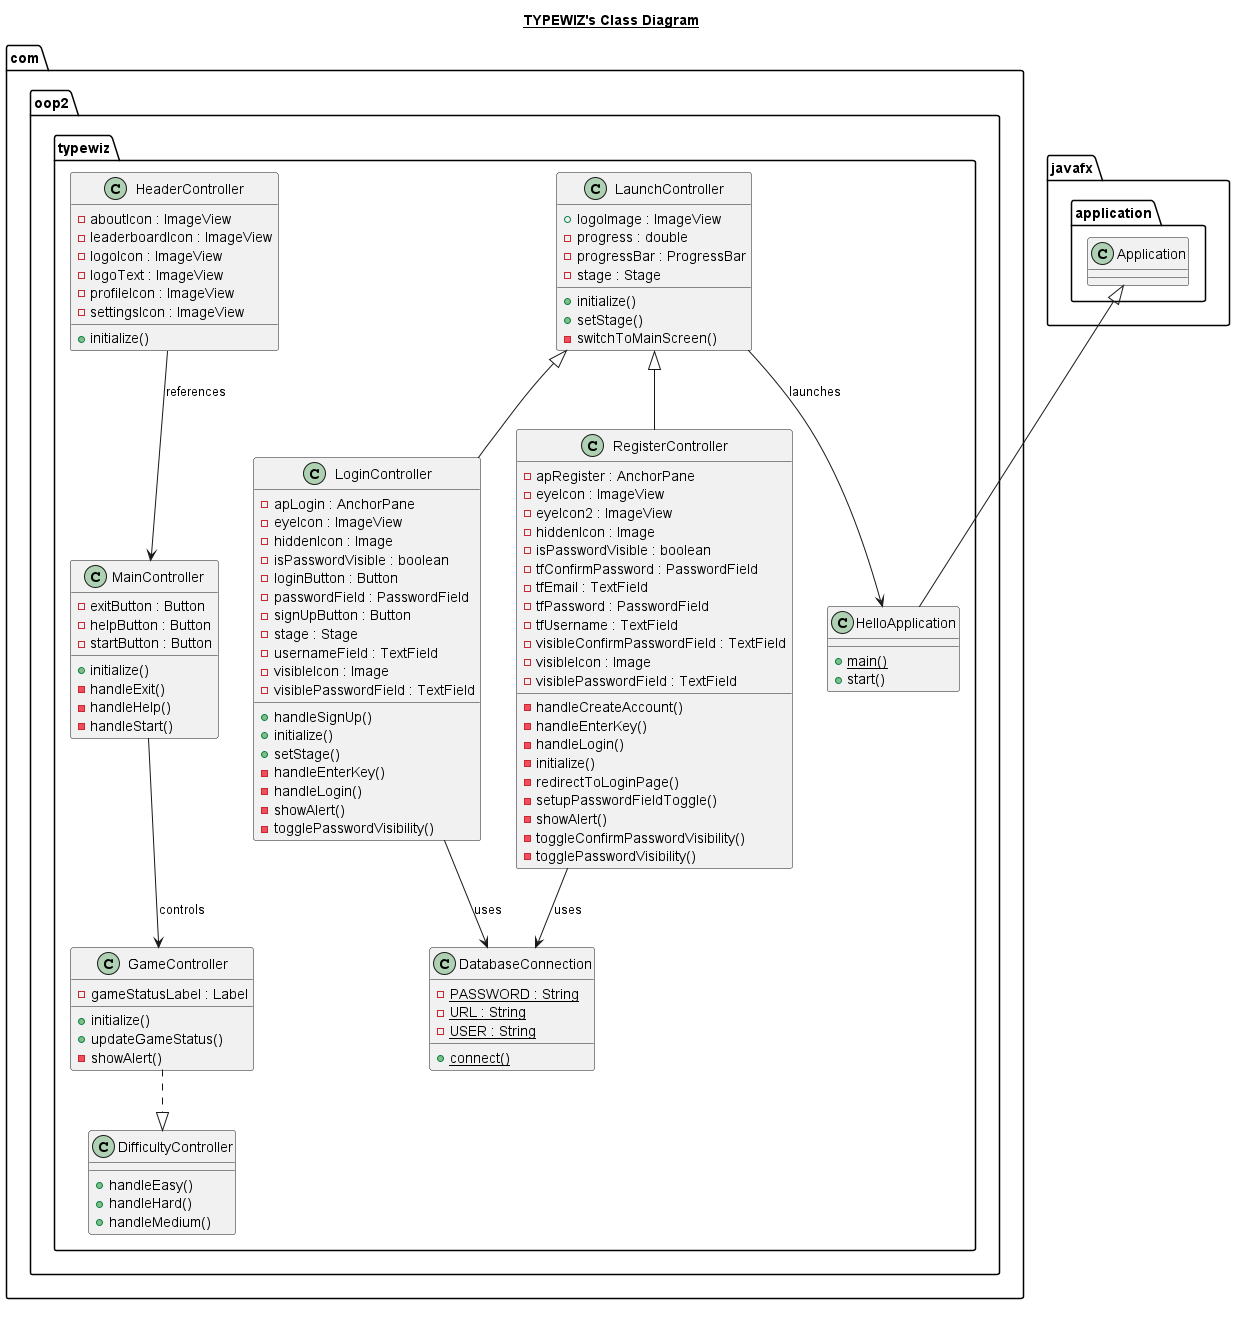 TYPEWIZ's Class Diagram
com
oop2
typewiz
javafx
application
C Application
C HeaderController
aboutIcon : ImageView
leaderboardIcon : ImageView
logoIcon : ImageView
logoText : ImageView
profileIcon : ImageView
settingsIcon : ImageView
initialize()
C LaunchController
logoImage : ImageView
progress : double
progressBar : ProgressBar
stage : Stage
initialize()
setStage()
switchToMainScreen()
references
launches
C LoginController
apLogin : AnchorPane
eyeIcon : ImageView
hiddenIcon : Image
isPasswordVisible : boolean
loginButton : Button
passwordField : PasswordField
signUpButton : Button
stage : Stage
usernameField : TextField
visibleIcon : Image
visiblePasswordField : TextField
handleSignUp()
initialize()
setStage()
handleEnterKey()
handleLogin()
showAlert()
togglePasswordVisibility()
C RegisterController
apRegister : AnchorPane
eyeIcon : ImageView
eyeIcon2 : ImageView
hiddenIcon : Image
isPasswordVisible : boolean
tfConfirmPassword : PasswordField
tfEmail : TextField
tfPassword : PasswordField
tfUsername : TextField
visibleConfirmPasswordField : TextField
visibleIcon : Image
visiblePasswordField : TextField
handleCreateAccount()
handleEnterKey()
handleLogin()
initialize()
redirectToLoginPage()
setupPasswordFieldToggle()
showAlert()
toggleConfirmPasswordVisibility()
togglePasswordVisibility()
C MainController
exitButton : Button
helpButton : Button
startButton : Button
initialize()
handleExit()
handleHelp()
handleStart()
C HelloApplication
main()
start()
controls
uses
uses
C GameController
gameStatusLabel : Label
initialize()
updateGameStatus()
showAlert()
C DatabaseConnection
PASSWORD : String
URL : String
USER : String
connect()
C DifficultyController
handleEasy()
handleHard()
handleMedium()